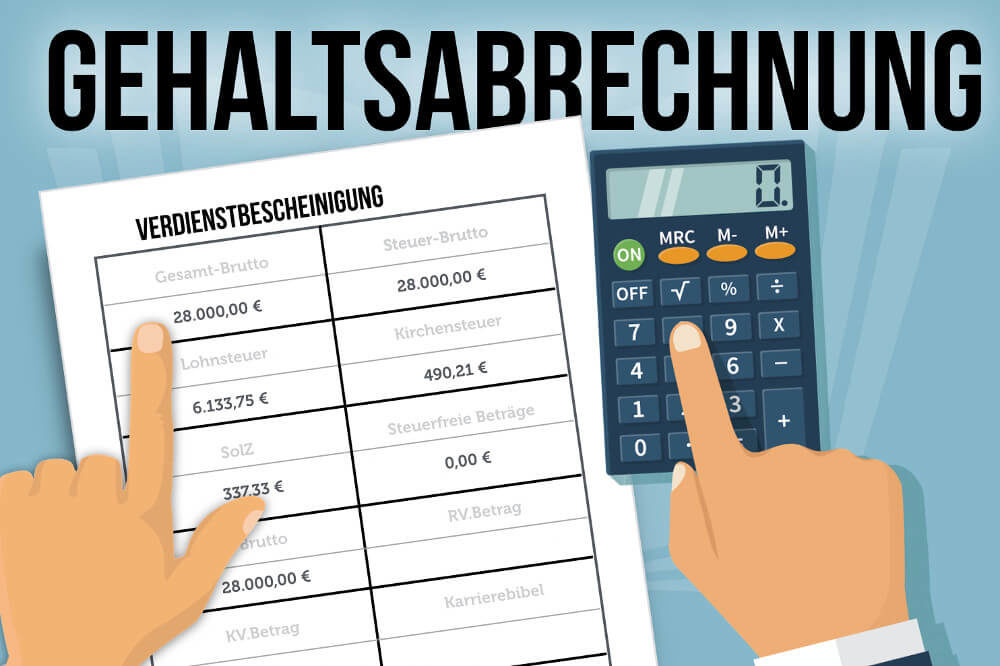 GEHALTSABRECHNUNG
VERDIENSTBESCHEINIGUNG
Gesamt-Brutto
Steuer-Brutto
28.000,00 €
28.000,00 €
Lohnsteuer
Kirchensteuer
6.133,75 €
490,21 €
SolZ
Steuerfreie Beträge
337,33 €
0,00 €
Brutto
RV.Betrag
28.000,00 €
KV.Betrag
Karrierebibel
0.
MRC M- M+
ON
OFF √ % ÷
7 9 X
4 6 −
1 3 +
0